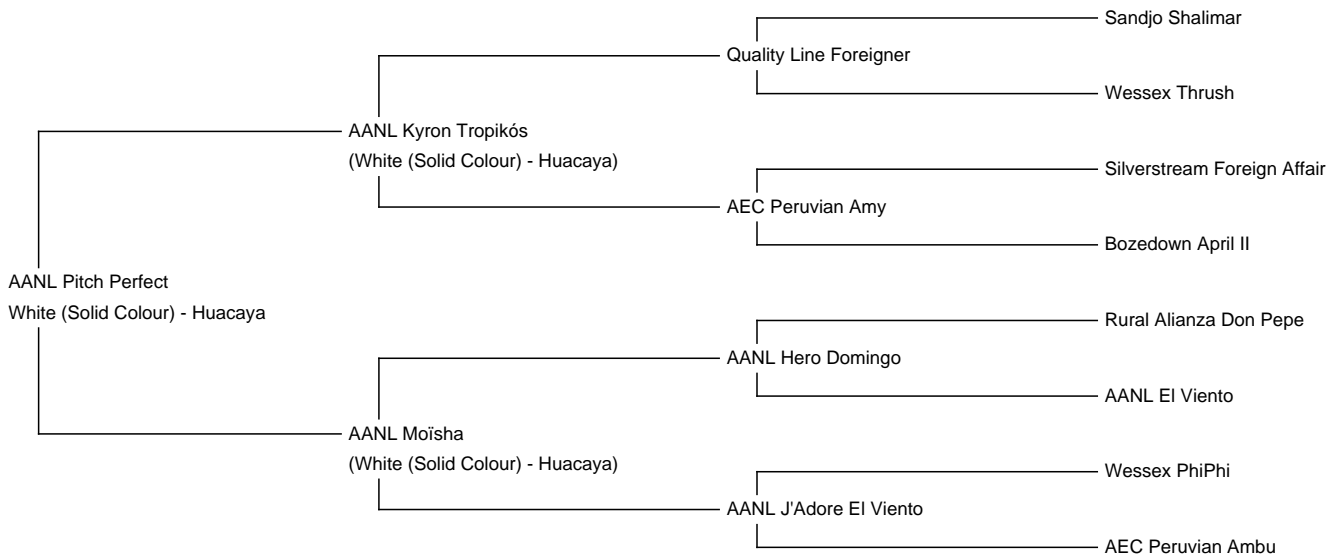 Sandjo Shalimar
Quality Line Foreigner
Wessex Thrush
AANL Kyron Tropikós
(White (Solid Colour) - Huacaya)
Silverstream Foreign Affair
AEC Peruvian Amy
Bozedown April II
AANL Pitch Perfect
White (Solid Colour) - Huacaya
Rural Alianza Don Pepe
AANL Hero Domingo
AANL El Viento
AANL Moïsha
(White (Solid Colour) - Huacaya)
Wessex PhiPhi
AANL J'Adore El Viento
AEC Peruvian Ambu